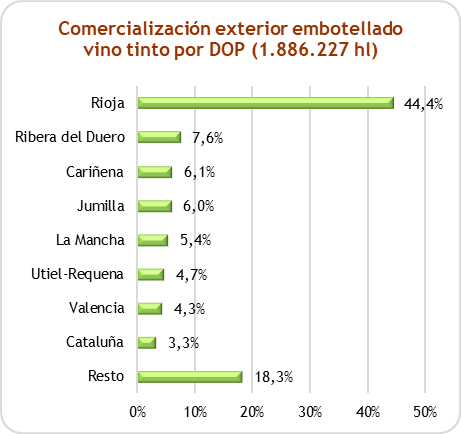 Comercialización exterior embotellado
vino tinto por DOP (1.886.227 hl)
Rioja 44,4%
Ribera del Duero 7,6%
Cariñena 6,1%
Jumilla 6,0%
La Mancha 5,4%
Utiel-Requena 4,7%
Valencia 4,3%
Cataluña 3,3%
Resto 18,3%
0% 10% 20% 30% 40% 50%